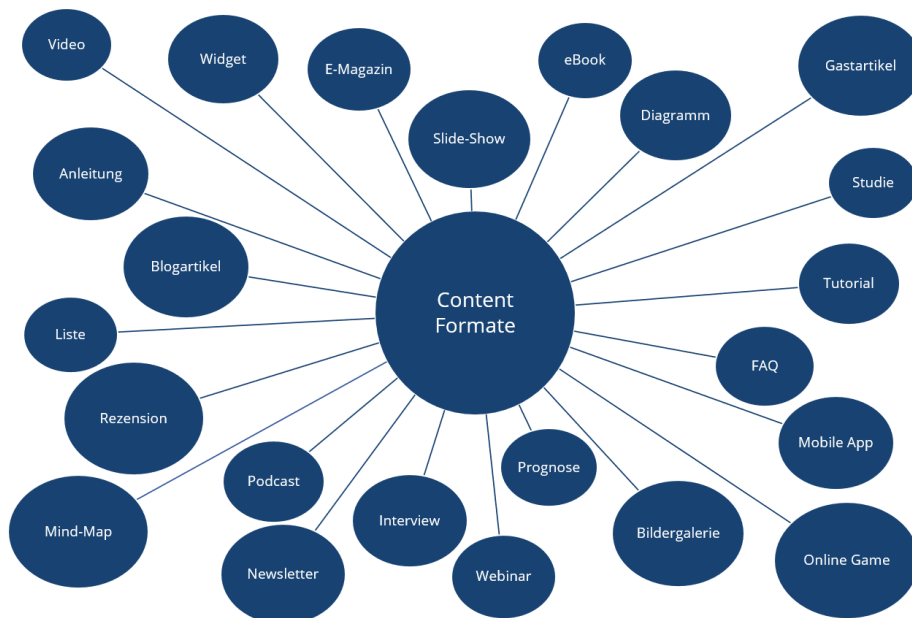 Video
Widget
E-Magazin
eBook
Gastartikel
Slide-Show
Diagramm
Anleitung
Studie
Blogartikel
Tutorial
Content
Formate
Liste
FAQ
Rezension
Mobile App
Podcast
Prognose
Mind-Map
Interview
Bildergalerie
Newsletter
Webinar
Online Game